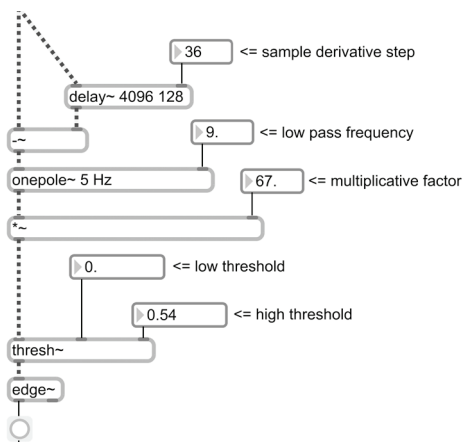 36 <= sample derivative step
delay~ 4096 128
-~
9. <= low pass frequency
onepole~ 5 Hz
67. <= multiplicative factor
*~
0. <= low threshold
0.54 <= high threshold
thresh~
edge~